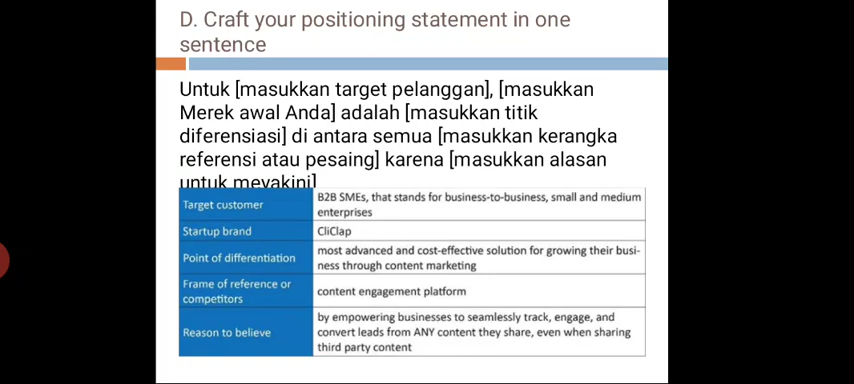 D. Craft your positioning statement in one
sentence
Untuk [masukkan target pelanggan], [masukkan
Merek awal Anda] adalah [masukkan titik
diferensiasi] di antara semua [masukkan kerangka
referensi atau pesaing] karena [masukkan alasan
untuk meyakini]
Target customer
B2B SMEs, that stands for business-to-business, small and medium
enterprises
Startup brand
CliClap
Point of differentiation
most advanced and cost-effective solution for growing their busi-
ness through content marketing
Frame of reference or
competitors
content engagement platform
Reason to believe
by empowering businesses to seamlessly track, engage, and
convert leads from ANY content they share, even when sharing
third party content